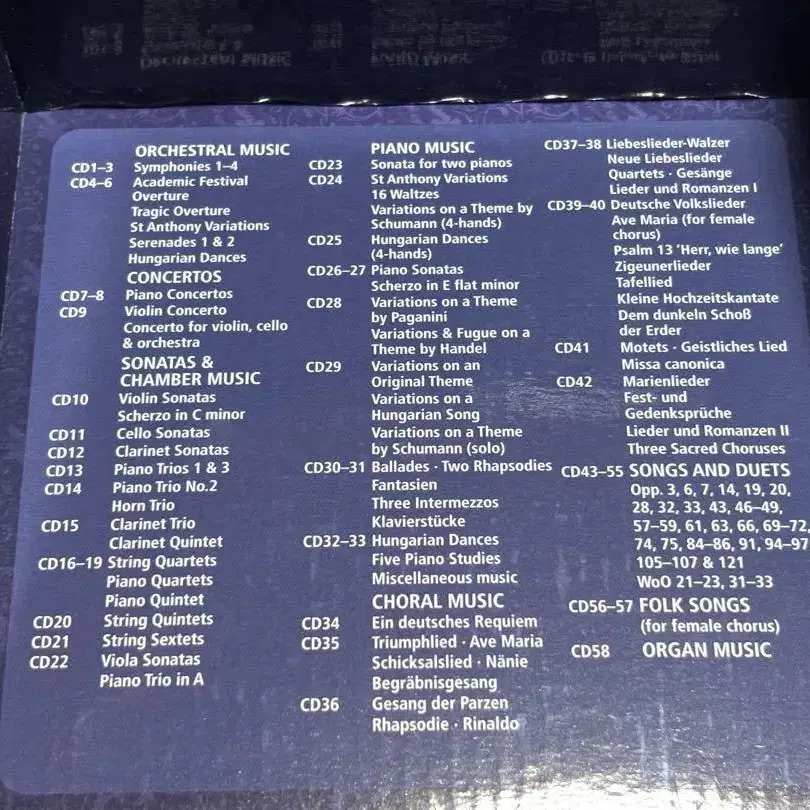 ORCHESTRAL MUSIC
CD1–3 Symphonies 1–4
CD4–6 Academic Festival
Overture
Tragic Overture
St Anthony Variations
Serenades 1 & 2
Hungarian Dances
CONCERTOS
CD7–8 Piano Concertos
CD9 Violin Concerto
Concerto for violin, cello
& orchestra
SONATAS &
CHAMBER MUSIC
CD10 Violin Sonatas
Scherzo in C minor
CD11 Cello Sonatas
CD12 Clarinet Sonatas
CD13 Piano Trios 1 & 3
CD14 Piano Trio No.2
Horn Trio
CD15 Clarinet Trio
Clarinet Quintet
CD16–19 String Quartets
Piano Quartets
Piano Quintet
CD20 String Quintets
CD21 String Sextets
CD22 Viola Sonatas
Piano Trio in A
PIANO MUSIC
CD23 Sonata for two pianos
CD24 St Anthony Variations
16 Waltzes
Variations on a Theme by
Schumann (4-hands)
CD25 Hungarian Dances
(4-hands)
CD26–27 Piano Sonatas
Scherzo in E flat minor
CD28 Variations on a Theme
by Paganini
Variations & Fugue on a
Theme by Handel
CD29 Variations on an
Original Theme
Variations on a
Hungarian Song
Variations on a Theme
by Schumann (solo)
CD30–31 Ballades · Two Rhapsodies
Fantasien
Three Intermezzos
Klavierstücke
CD32–33 Hungarian Dances
Five Piano Studies
Miscellaneous music
CHORAL MUSIC
CD34 Ein deutsches Requiem
CD35 Triumphlied · Ave Maria
Schicksalslied · Nänie
Begräbnisgesang
CD36 Gesang der Parzen
Rhapsodie · Rinaldo
CD37–38 Liebeslieder-Walzer
Neue Liebeslieder
Quartets · Gesänge
Lieder und Romanzen I
CD39–40 Deutsche Volkslieder
Ave Maria (for female
chorus)
Psalm 13 'Herr, wie lange'
Zigeunerlieder
Tafellied
Kleine Hochzeitskantate
Dem dunkeln Schoß
der Erder
CD41 Motets · Geistliches Lied
Missa canonica
CD42 Marienlieder
Fest- und
Gedenksprüche
Lieder und Romanzen II
Three Sacred Choruses
CD43–55 SONGS AND DUETS
Opp. 3, 6, 7, 14, 19, 20,
28, 32, 33, 43, 46–49,
57–59, 61, 63, 66, 69–72,
74, 75, 84–86, 91, 94–97
105–107 & 121
WoO 21–23, 31–33
CD56–57 FOLK SONGS
(for female chorus)
CD58 ORGAN MUSIC